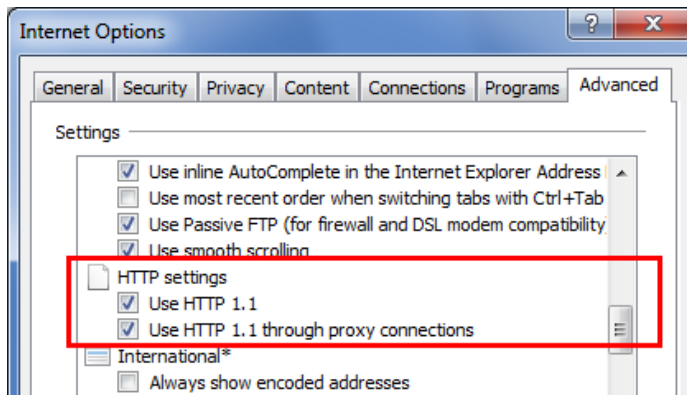 Internet Options
General Security Privacy Content Connections Programs Advanced
Settings
Use inline AutoComplete in the Internet Explorer Address
Use most recent order when switching tabs with Ctrl+Tab
Use Passive FTP (for firewall and DSL modem compatibility)
Use smooth scrolling
HTTP settings
Use HTTP 1.1
Use HTTP 1.1 through proxy connections
International*
Always show encoded addresses